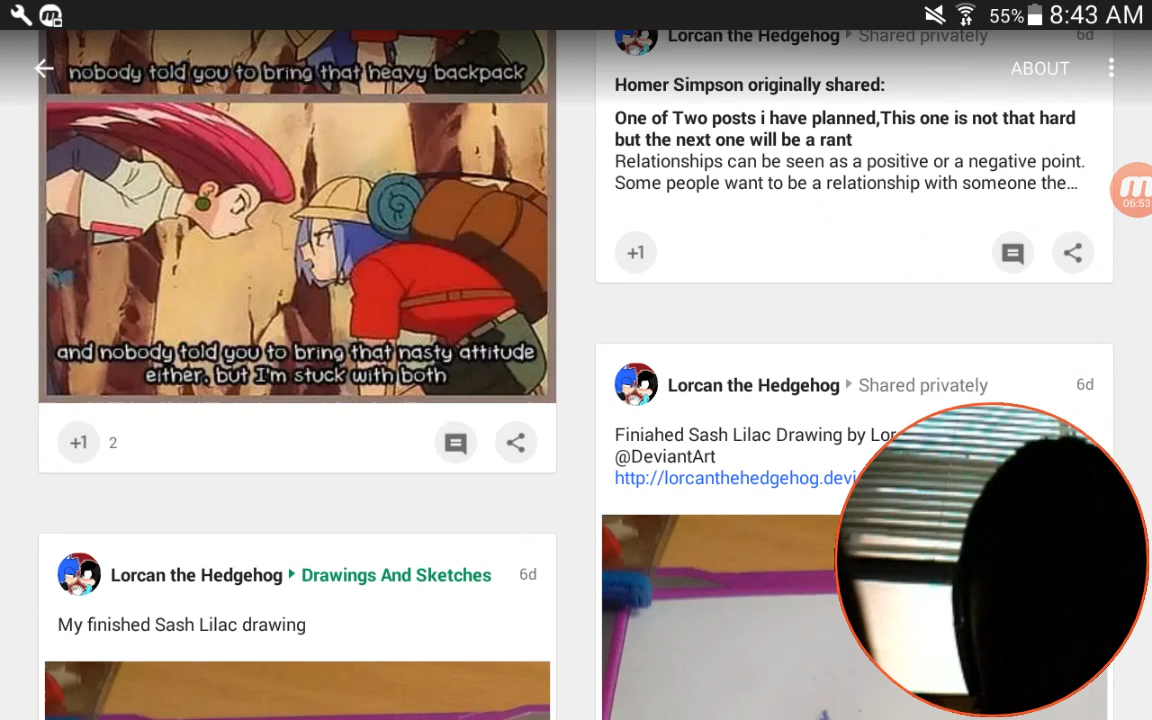 55% 8:43 AM
nobody told you to bring that heavy backpack
and nobody told you to bring that nasty attitude
either, but I'm stuck with both
+1 2
Lorcan the Hedgehog Drawings And Sketches 6d
My finished Sash Lilac drawing
Lorcan the Hedgehog Shared privately 6d
ABOUT
Homer Simpson originally shared:
One of Two posts i have planned,This one is not that hard
but the next one will be a rant
Relationships can be seen as a positive or a negative point.
Some people want to be a relationship with someone the...
06:53
+1
Lorcan the Hedgehog Shared privately 6d
Finiahed Sash Lilac Drawing by Lor
@DeviantArt
http://lorcanthehedgehog.devi